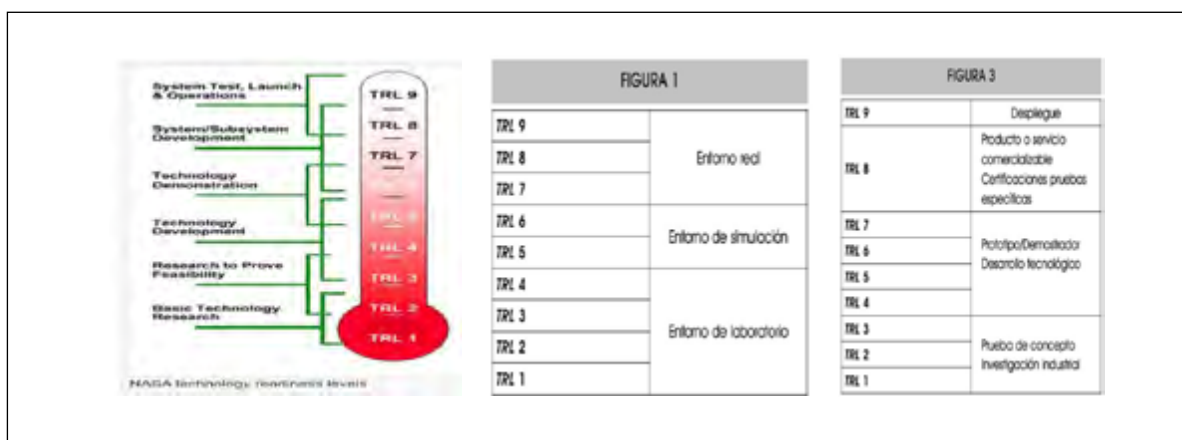 System Test, Launch
& Operations
System/Subsystem
Development
Technology
Demonstration
Technology
Development
Research to Prove
Feasibility
Basic Technology
Research
TRL 9
TRL 8
TRL 7
TRL 5
TRL 4
TRL 3
TRL 2
TRL 1
NASA technology readiness levels
FIGURA 1
TRL 9
TRL 8
TRL 7
Entorno real
TRL 6
TRL 5
Entorno de simulación
TRL 4
TRL 3
TRL 2
TRL 1
Entorno de laboratorio
FIGURA 3
TRL 9
Despliegue
TRL 8
Producto o servicio
comercializable
Certificaciones pruebas
específicas
TRL 7
TRL 6
TRL 5
TRL 4
Prototipo/Demostrador
Desarrollo tecnológico
TRL 3
TRL 2
TRL 1
Prueba de concepto
Investigación industrial